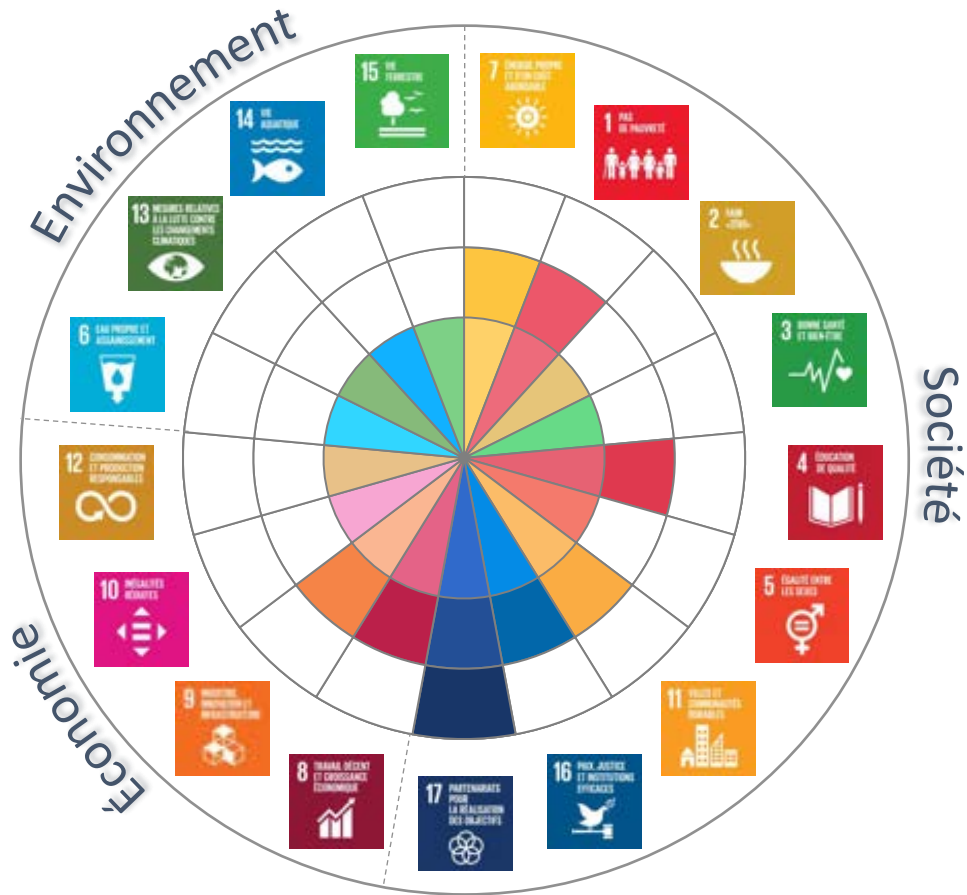 Environnement
Société
Économie
7 ÉNERGIE PROPRE
ET D'UN COÛT
ABORDABLE
1 PAS
DE PAUVRETÉ
2 FAIM
«ZÉRO»
3 BONNE SANTÉ
ET BIEN-ÊTRE
4 ÉDUCATION
DE QUALITÉ
5 ÉGALITÉ ENTRE
LES SEXES
11 VILLES ET
COMMUNAUTÉS
DURABLES
16 PAIX, JUSTICE
ET INSTITUTIONS
EFFICACES
17 PARTENARIATS
POUR
LA RÉALISATION
DES OBJECTIFS
8 TRAVAIL DÉCENT
ET CROISSANCE
ÉCONOMIQUE
9 INDUSTRIE,
INNOVATION ET
INFRASTRUCTURE
10 INÉGALITÉS
RÉDUITES
12 CONSOMMATION
ET PRODUCTION
RESPONSABLES
6 EAU PROPRE ET
ASSAINISSEMENT
13 MESURES RELATIVES
À LA LUTTE CONTRE
LES CHANGEMENTS
CLIMATIQUES
14 VIE
AQUATIQUE
15 VIE
TERRESTRE